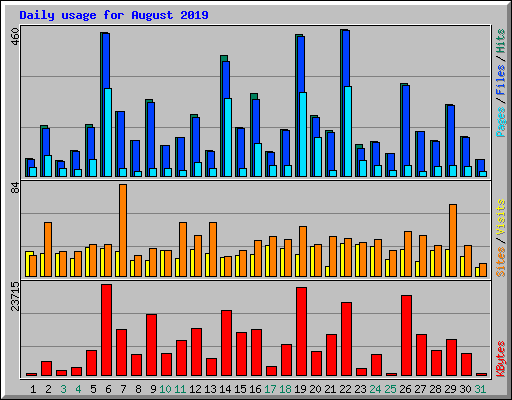 Daily usage for August 2019
460
Pages / Files / Hits
84
Sites / Visits
23715
KBytes
1 2 3 4 5 6 7 8 9 10 11 12 13 14 15 16 17 18 19 20 21 22 23 24 25 26 27 28 29 30 31